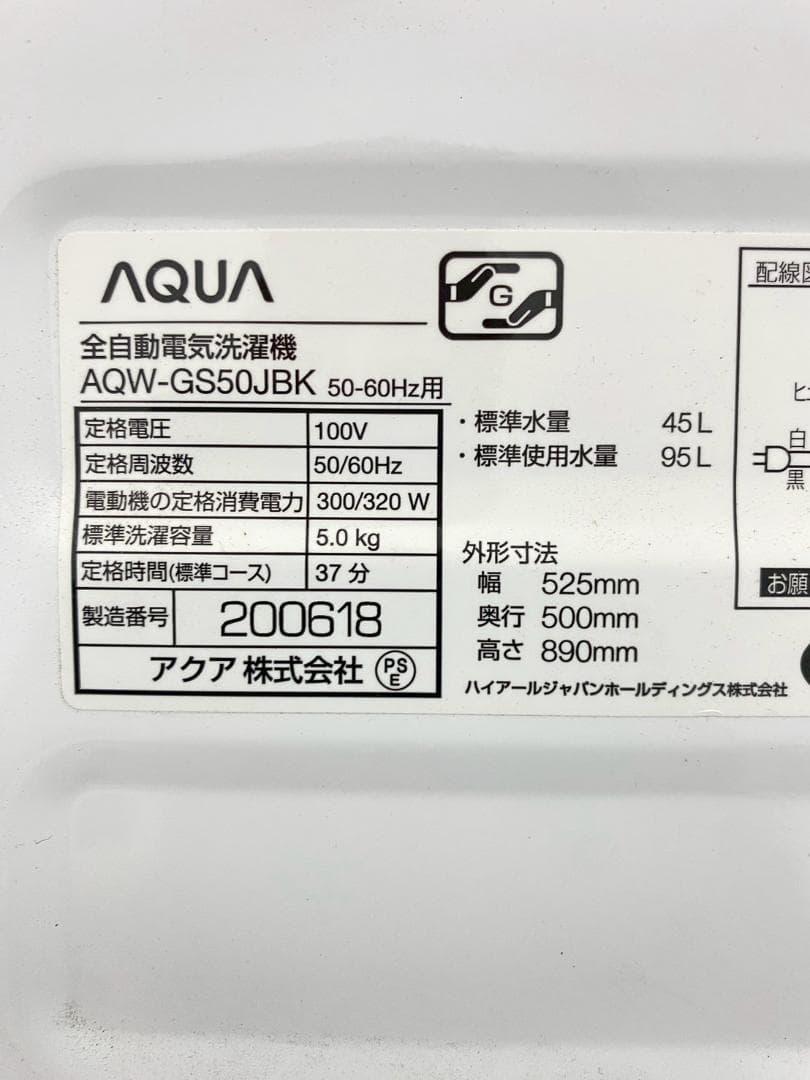 AQUA
G
全自動電気洗濯機
AQW-GS50JBK 50-60Hz用
定格電圧 100V
定格周波数 50/60Hz
電動機の定格消費電力 300/320 W
標準洗濯容量 5.0 kg
定格時間(標準コース) 37 分
製造番号 200618
アクア 株式会社 PSE
・標準水量 45L
・標準使用水量 95L
外形寸法
幅 525mm
奥行 500mm
高さ 890mm
ハイアールジャパンホールディングス株式会社
配線図
ヒ
白
黒
お願